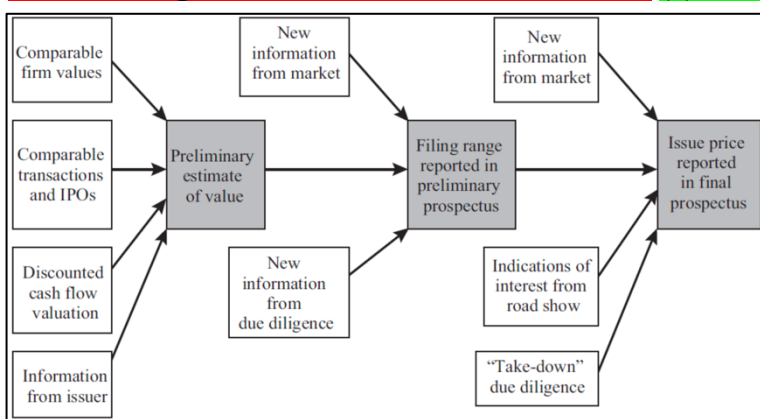 Comparable
firm values
New
information
from market
New
information
from market
Comparable
transactions
and IPOs
Preliminary
estimate
of value
Filing range
reported in
preliminary
prospectus
Issue price
reported
in final
prospectus
Discounted
cash flow
valuation
New
information
from
due diligence
Indications of
interest from
road show
Information
from issuer
“Take-down”
due diligence